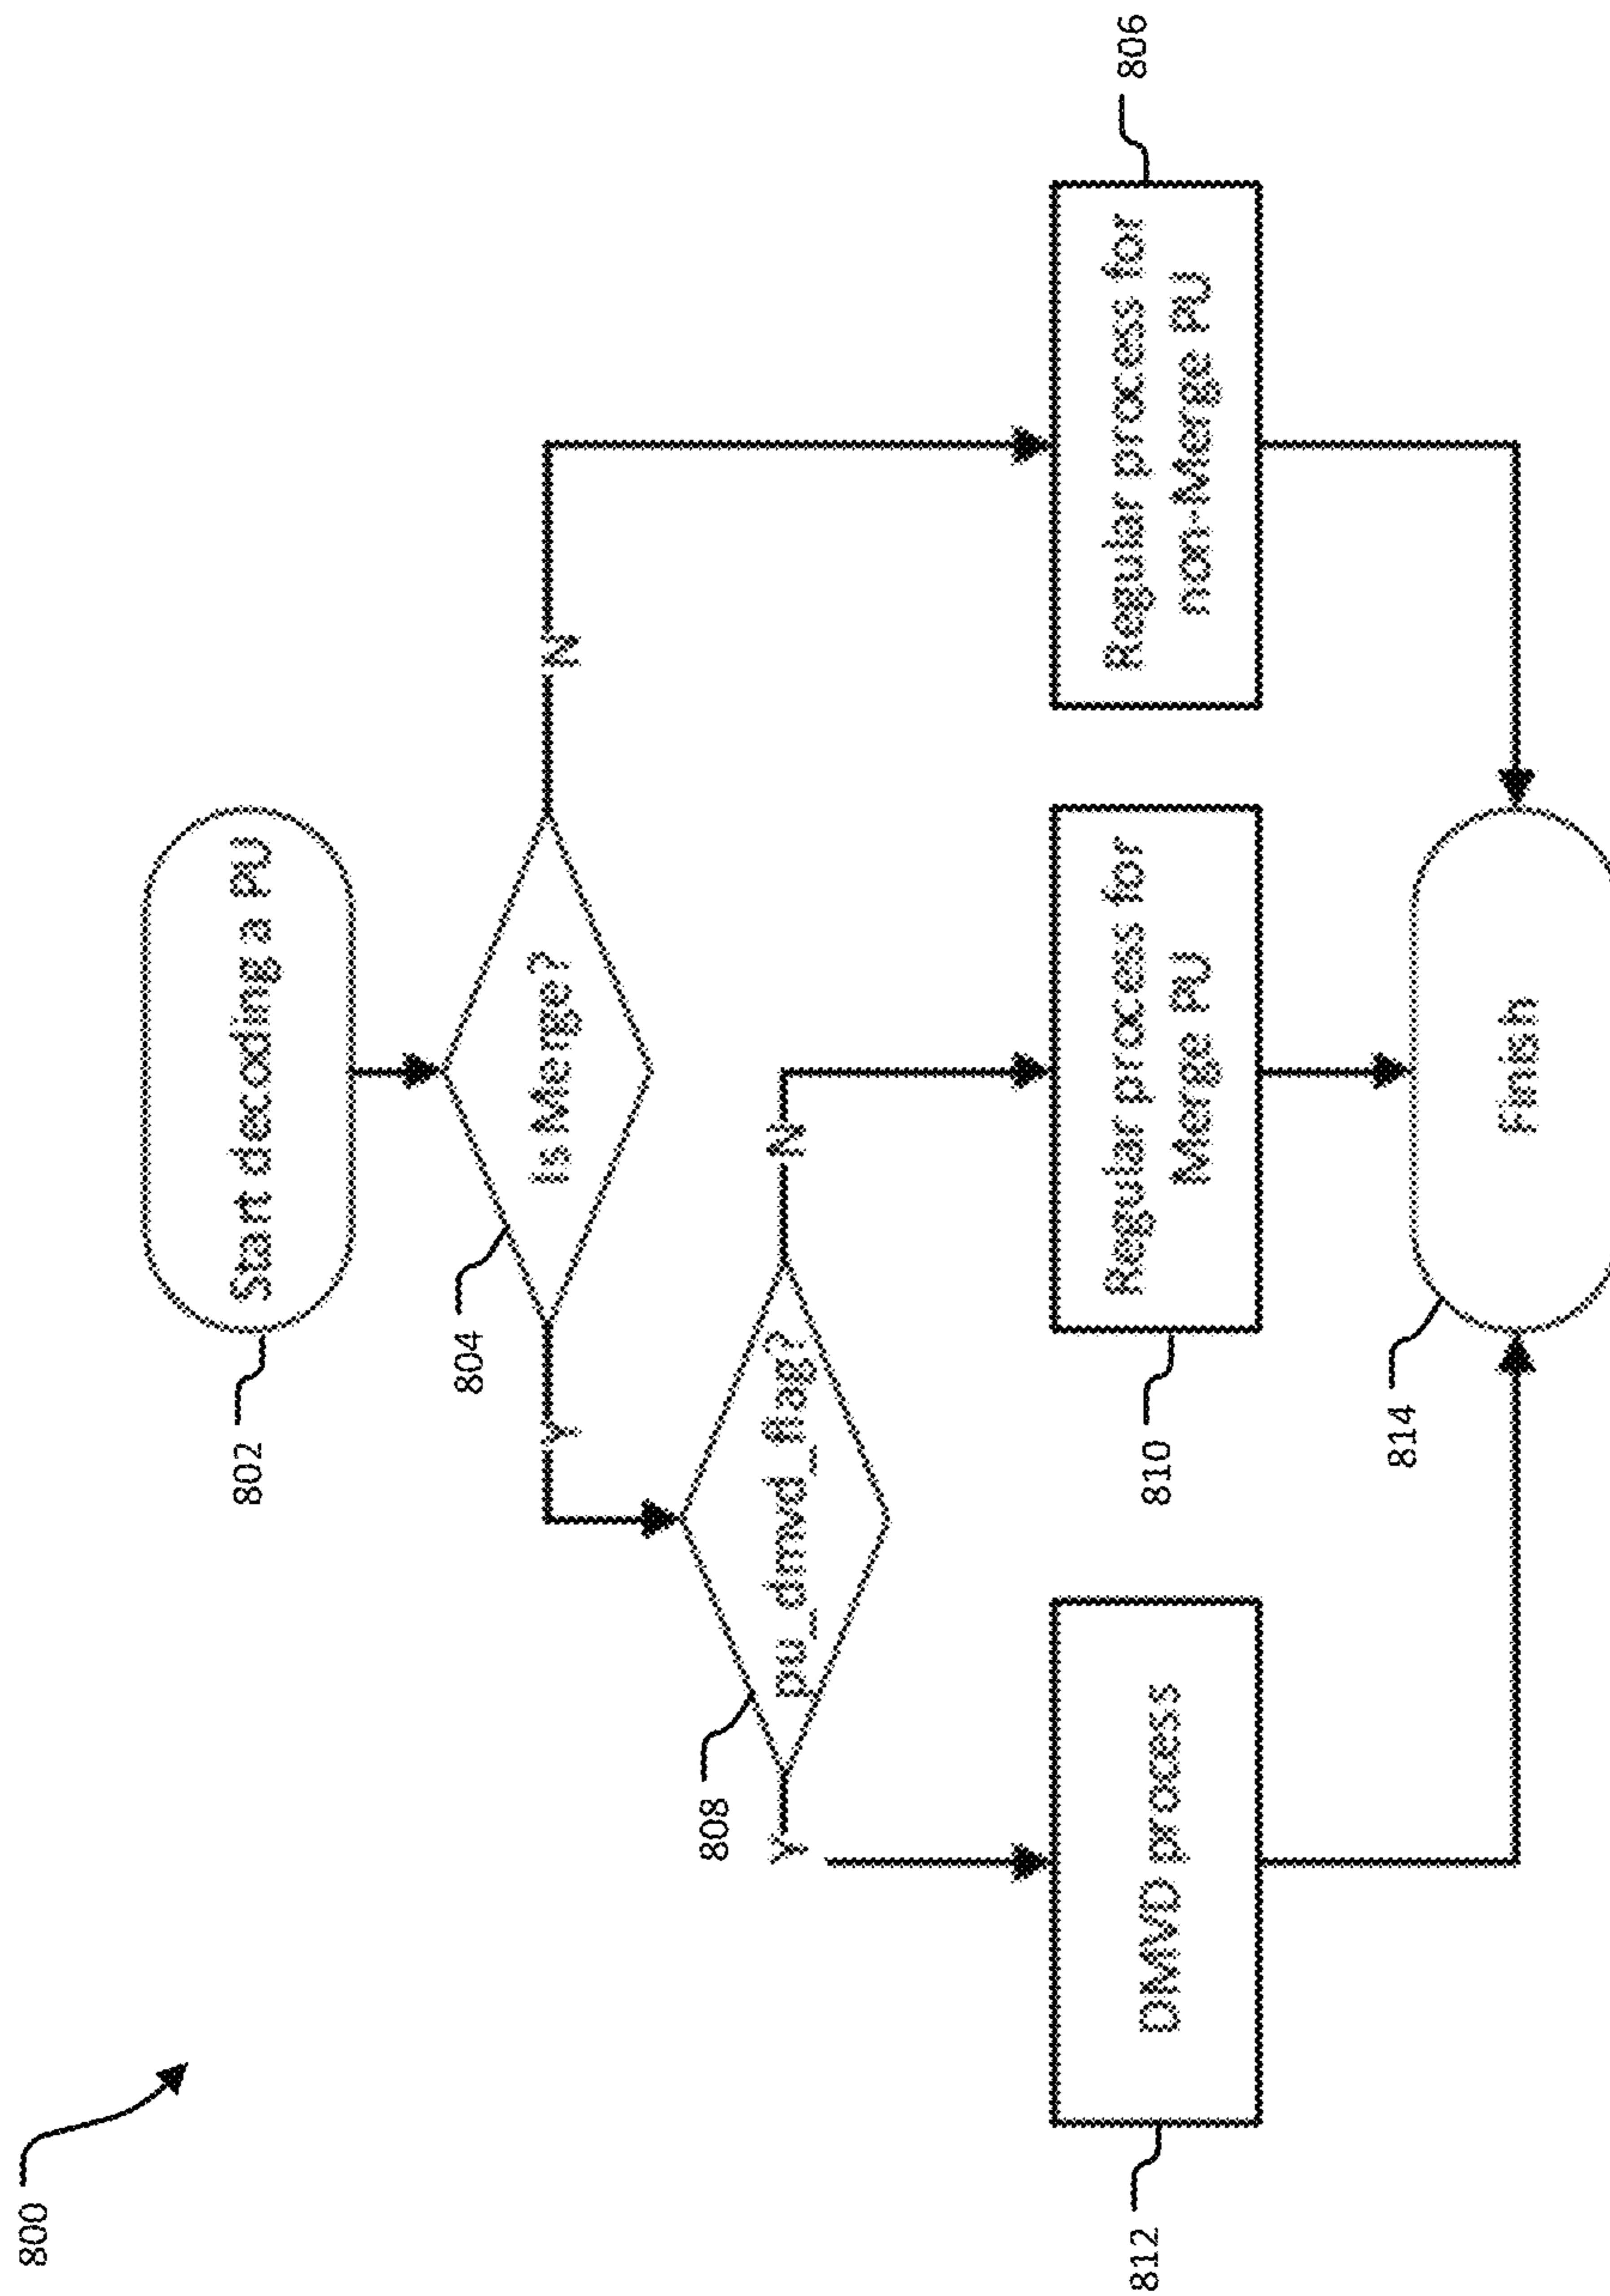 800
802
Start decoding a PU
804
Is Merge?
Y
N
808
pu_dmvd_flag?
Y
N
812
DMVD process
810
Regular process for
Merge PU
806
Regular process for
non-Merge PU
814
Finish